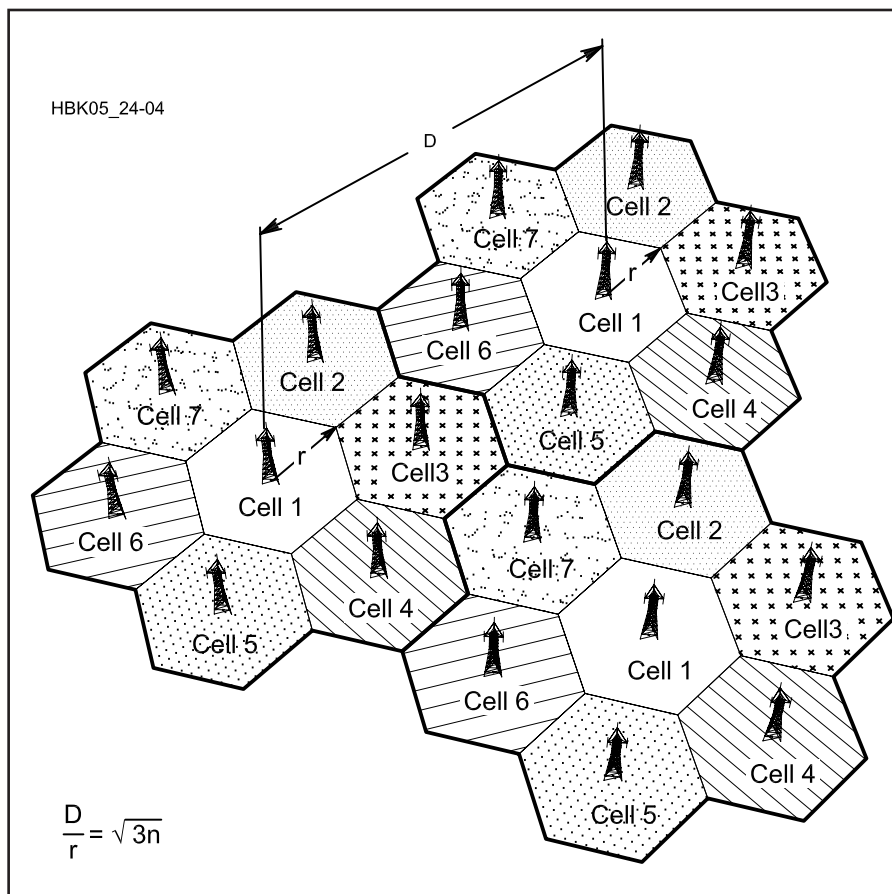 HBK05_24-04
D
Cell 2
Cell 7
Cell3
r
Cell 1
Cell 6
Cell 4
Cell 5
Cell 2
Cell 7
r
Cell3
Cell 1
Cell 6
Cell 4
Cell 5
Cell 2
Cell 7
Cell3
Cell 1
Cell 6
Cell 4
Cell 5
D/r = √3n